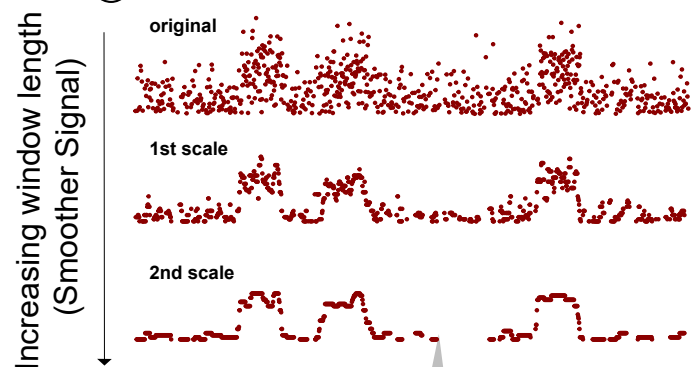 original
1st scale
2nd scale
Increasing window length
(Smoother Signal)